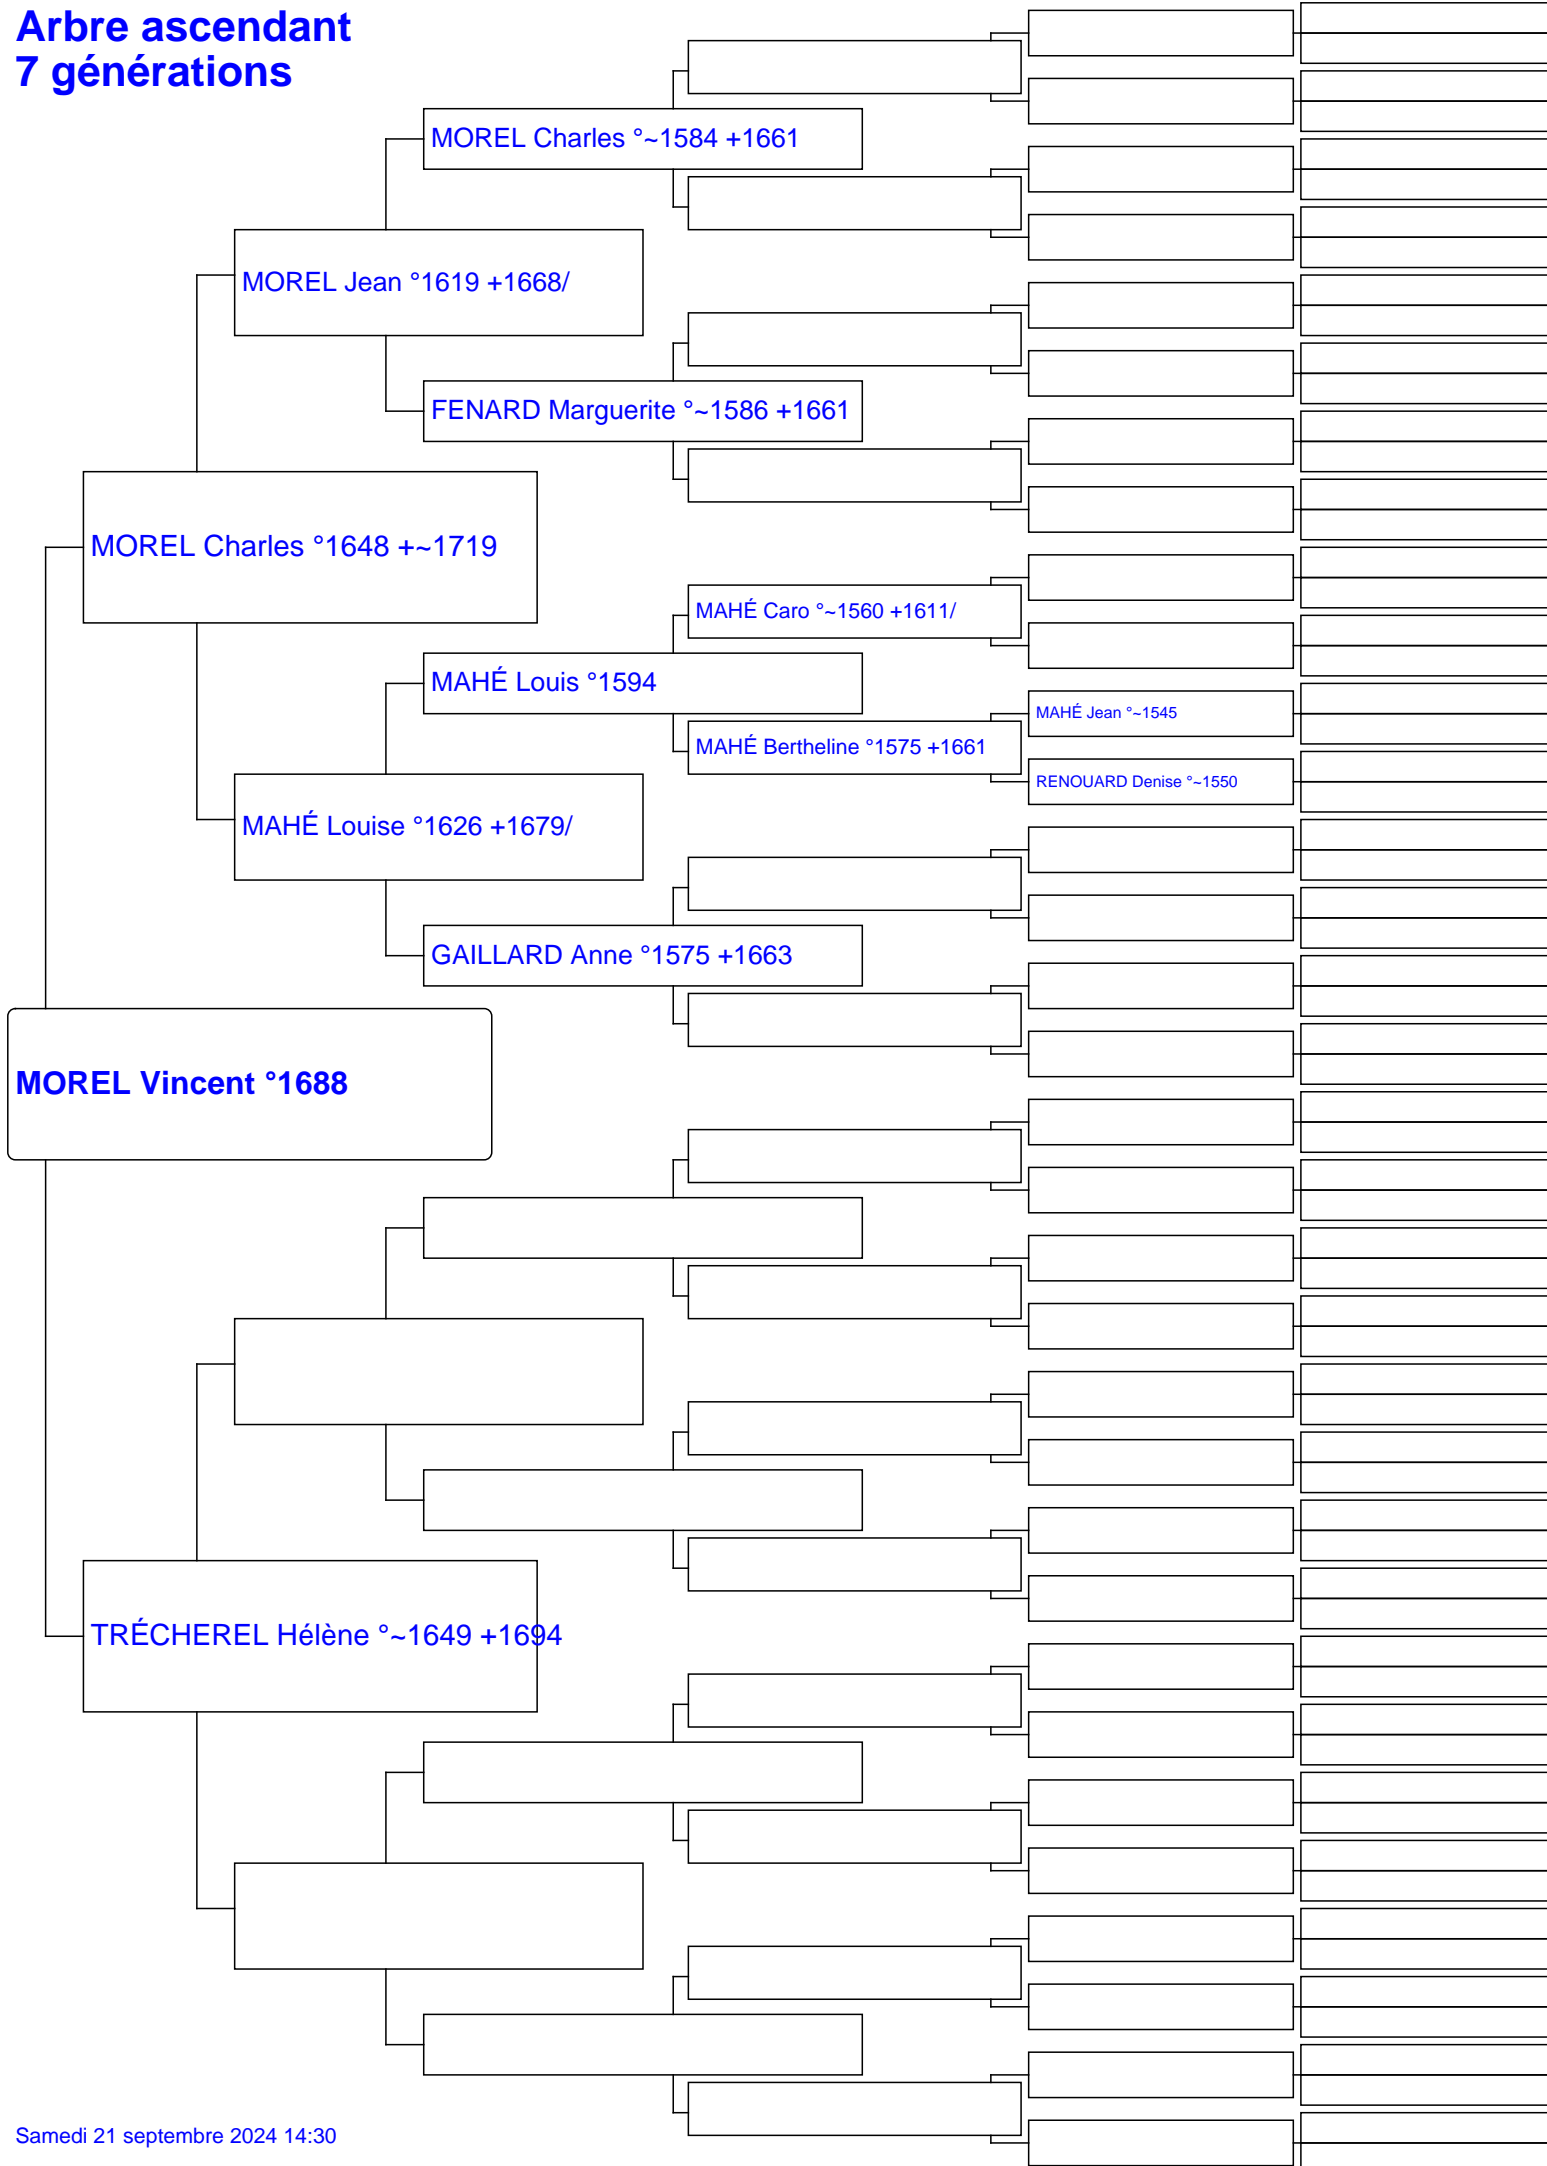 Arbre ascendant
7 générations
MOREL Charles °~1584 +1661
MOREL Jean °1619 +1668/
FENARD Marguerite °~1586 +1661
MOREL Charles °1648 +~1719
MAHÉ Caro °~1560 +1611/
MAHÉ Louis °1594
MAHÉ Jean °~1545
MAHÉ Bertheline °1575 +1661
RENOUARD Denise °~1550
MAHÉ Louise °1626 +1679/
GAILLARD Anne °1575 +1663
MOREL Vincent °1688
TRÉCHEREL Hélène °~1649 +1694
Samedi 21 septembre 2024 14:30